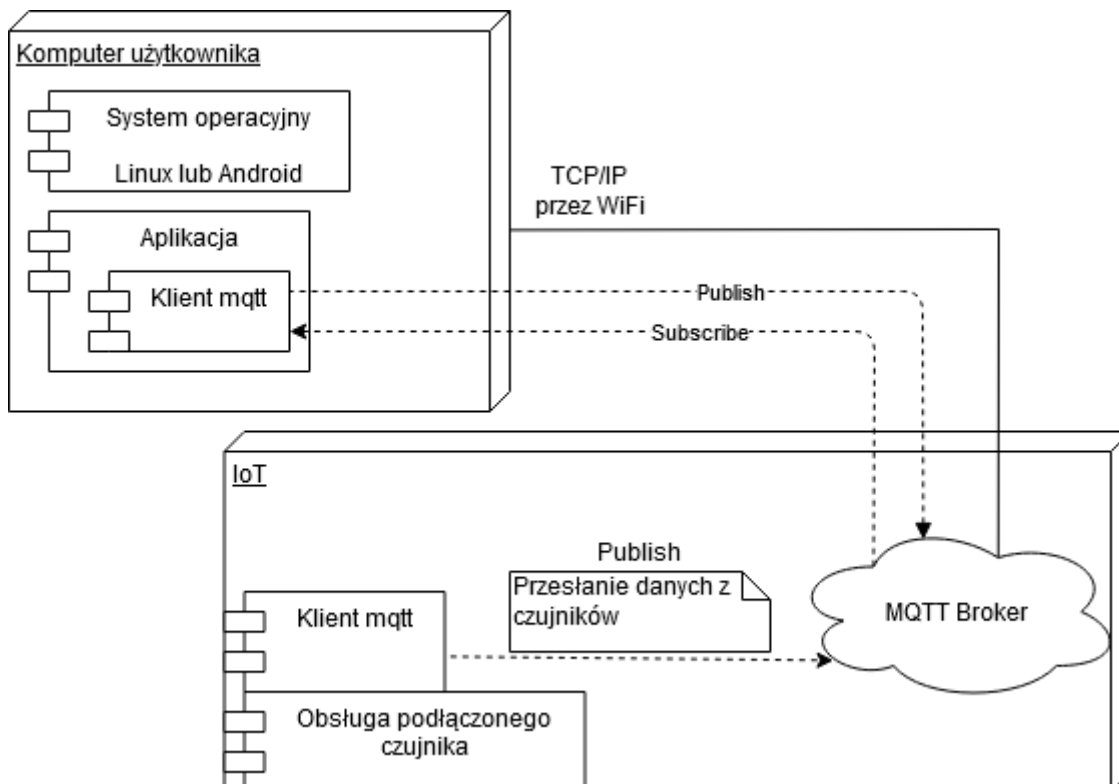 Komputer użytkownika
System operacyjny
Linux lub Android
Aplikacja
Klient mqtt
TCP/IP
przez WiFi
Publish
Subscribe
IoT
Klient mqtt
Publish
Przesłanie danych z
czujników
MQTT Broker
Obsługa podłączonego
czujnika